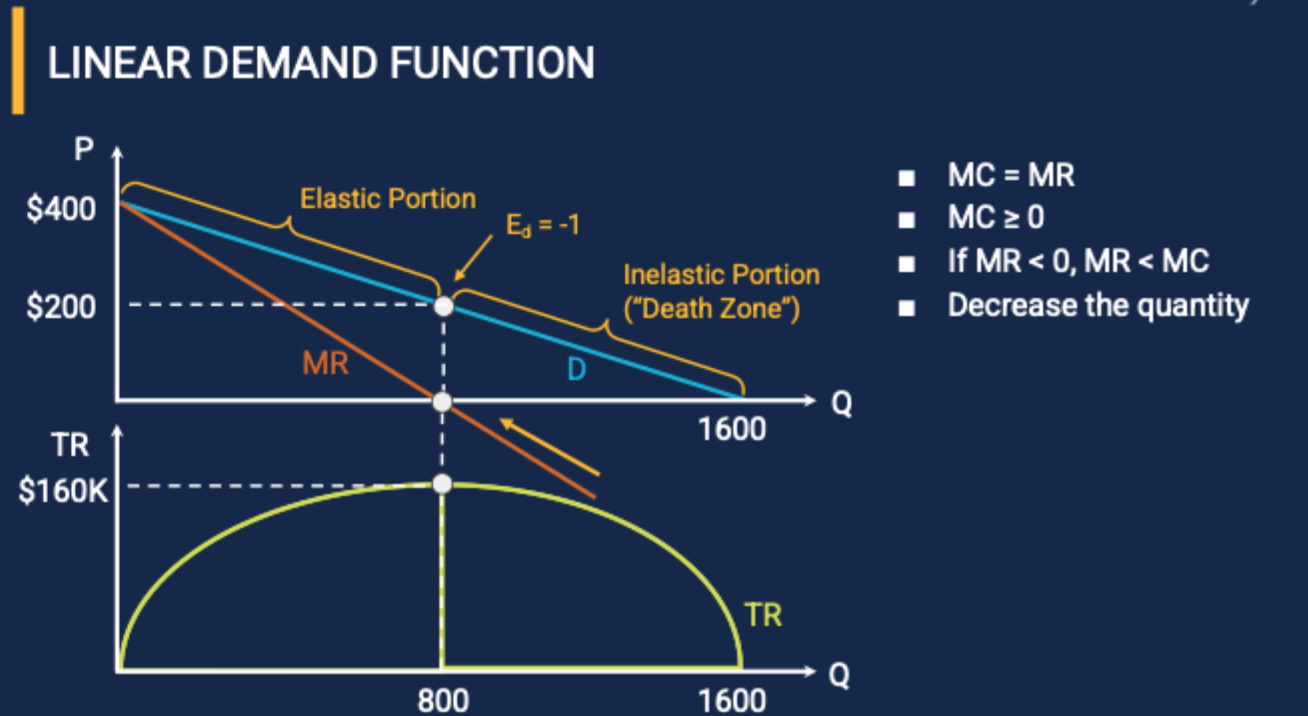 LINEAR DEMAND FUNCTION
P
$400
Elastic Portion
E_d = -1
$200
Inelastic Portion
("Death Zone")
MR
D
Q
1600
TR
$160K
TR
Q
800
1600
■ MC = MR
■ MC ≥ 0
■ If MR < 0, MR < MC
■ Decrease the quantity